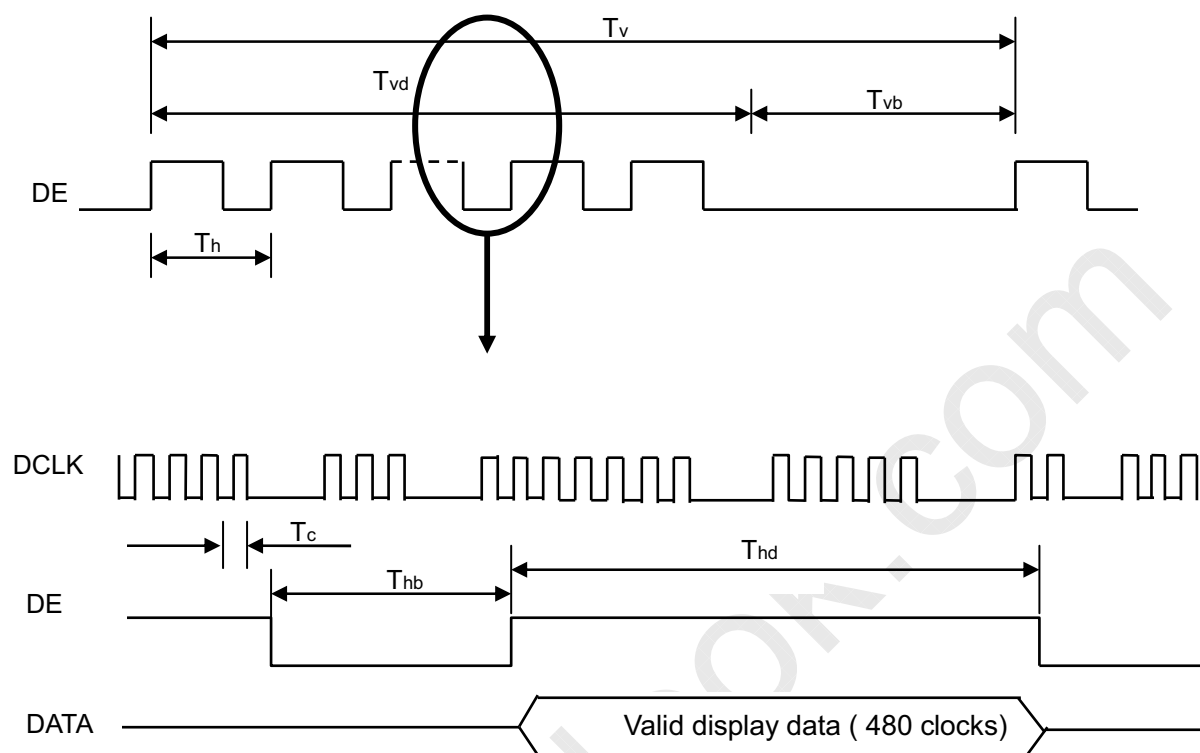 Tv
Tvd
Tvb
DE
Th
DCLK
Tc
Thd
Thb
DE
DATA
Valid display data ( 480 clocks)